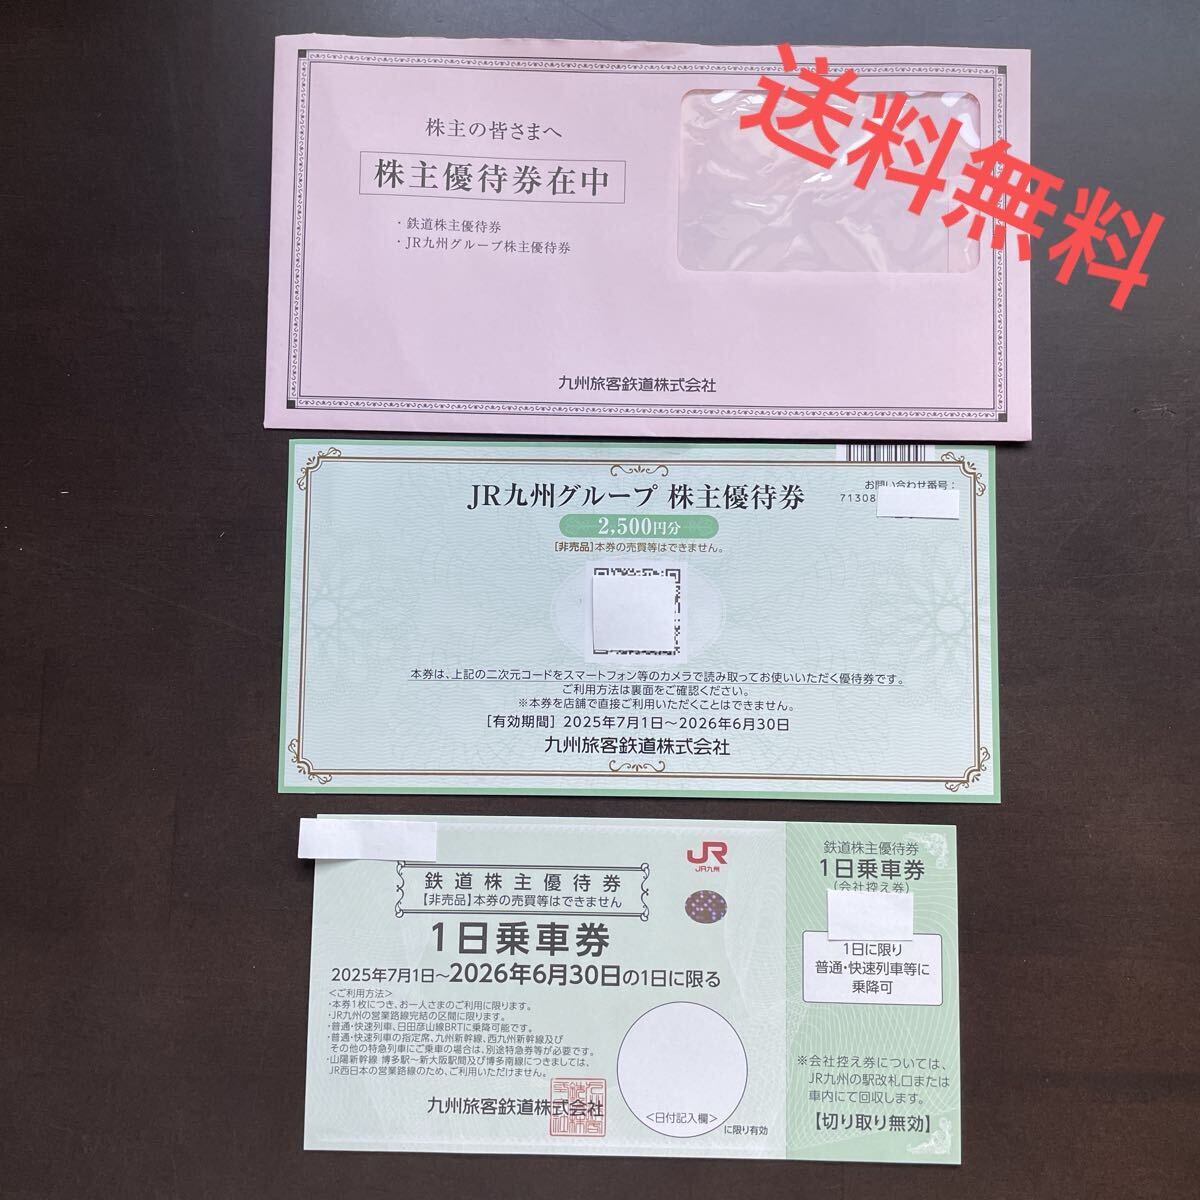 送料無料
株主の皆さまへ
株主優待券在中
・鉄道株主優待券
・JR九州グループ株主優待券
九州旅客鉄道株式会社
JR九州グループ 株主優待券
お問い合わせ番号：
71308
2,500円分
[非売品]本券の売買等はできません。
本券は、上記の二次元コードをスマートフォン等のカメラで読み取ってお使いいただく優待券です。
ご利用方法は裏面をご確認ください。
※本券を店舗で直接ご利用いただくことはできません。
[有効期間] 2025年7月1日～2026年6月30日
九州旅客鉄道株式会社
JR
JR九州
鉄道株主優待券
【非売品】本券の売買等はできません
1日乗車券
2025年7月1日～2026年6月30日の1日に限る
＜ご利用方法＞
・本券1枚につき、お一人さまのご利用に限ります。
・JR九州の営業路線完結の区間に限ります。
・普通・快速列車、日田彦山線BRTに乗降可能です。
・普通・快速列車の指定席、九州新幹線、西九州新幹線及び
その他の特急列車にご乗車の場合は、別途特急券等が必要です。
・山陽新幹線 博多駅～新大阪駅間及び博多南線につきましては、
JR西日本の営業路線のため、ご利用いただけません。
九州旅客鉄道株式会社
＜日付記入欄＞
に限り有効
鉄道株主優待券
1日乗車券
(会社控え券)
1日に限り
普通・快速列車等に
乗降可
※会社控え券については、
JR九州の駅改札口または
車内にて回収します。
【切り取り無効】